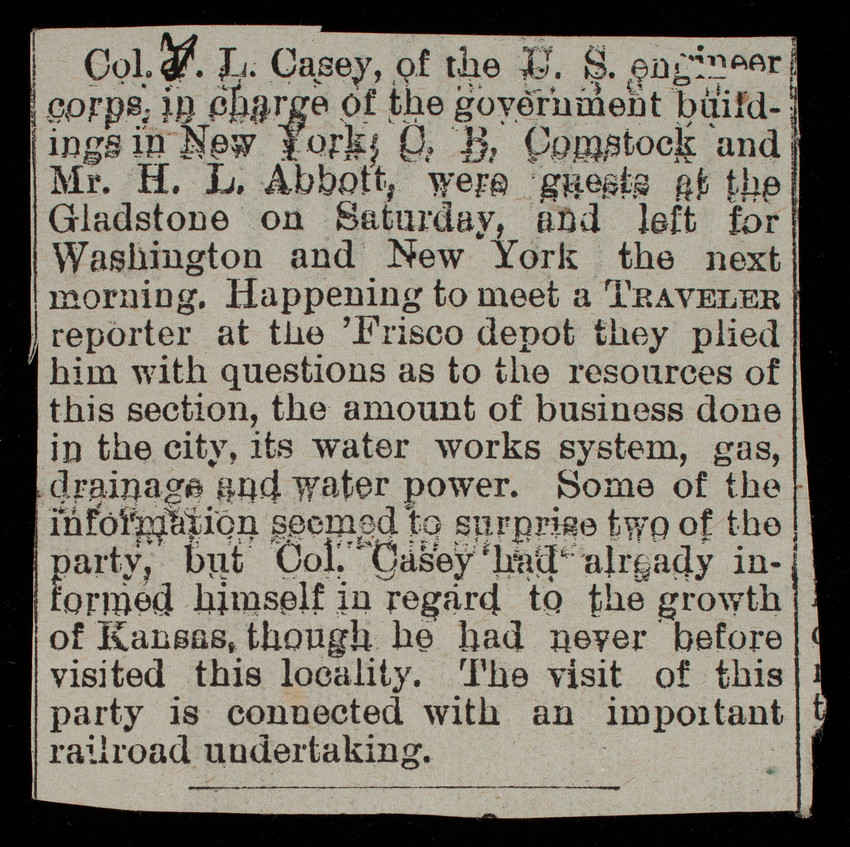 Col. T. L. Casey, of the U. S. engineer
corps, in charge of the government build-
ings in New York; C. B. Comstock and
Mr. H. L. Abbott, were guests at the
Gladstone on Saturday, and left for
Washington and New York the next
morning. Happening to meet a TRAVELER
reporter at the 'Frisco depot they plied
him with questions as to the resources of
this section, the amount of business done
in the city, its water works system, gas,
drainage and water power. Some of the
information seemed to surprise two of the
party, but Col. Casey had already in-
formed himself in regard to the growth
of Kansas, though he had never before
visited this locality. The visit of this
party is connected with an important
railroad undertaking.